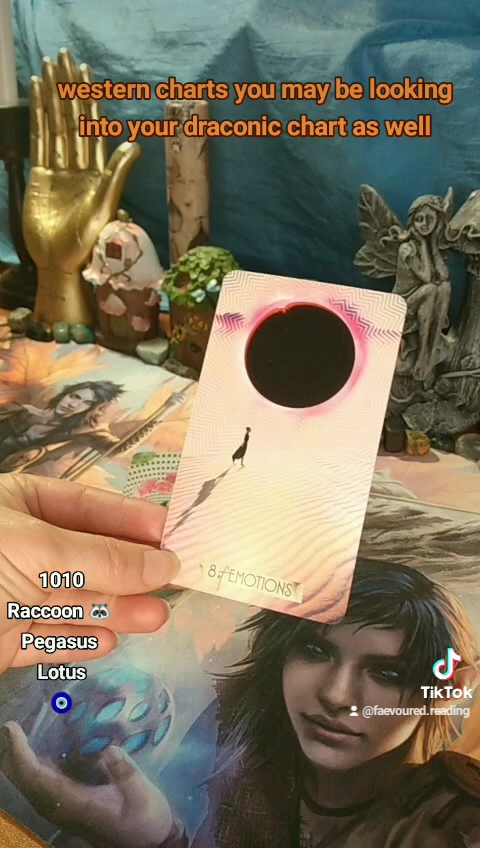 western charts you may be looking
into your draconic chart as well
8. EMOTIONS
1010
Raccoon 🦝
Pegasus
Lotus
🧿
TikTok
@faevoured.reading